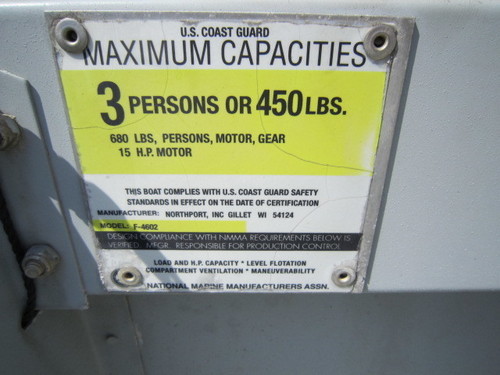 U.S. COAST GUARD
MAXIMUM CAPACITIES
3 PERSONS OR 450 LBS.
680 LBS, PERSONS, MOTOR, GEAR
15 H.P. MOTOR
THIS BOAT COMPLIES WITH U.S. COAST GUARD SAFETY
STANDARDS IN EFFECT ON THE DATE OF CERTIFICATION
MANUFACTURER: NORTHPORT, INC GILLET WI 54124
MODEL: F-4602
DESIGN COMPLIANCE WITH NMMA REQUIREMENTS BELOW IS
VERIFIED. MFGR. RESPONSIBLE FOR PRODUCTION CONTROL
LOAD AND H.P. CAPACITY * LEVEL FLOTATION
COMPARTMENT VENTILATION * MANEUVERABILITY
NATIONAL MARINE MANUFACTURERS ASSN.